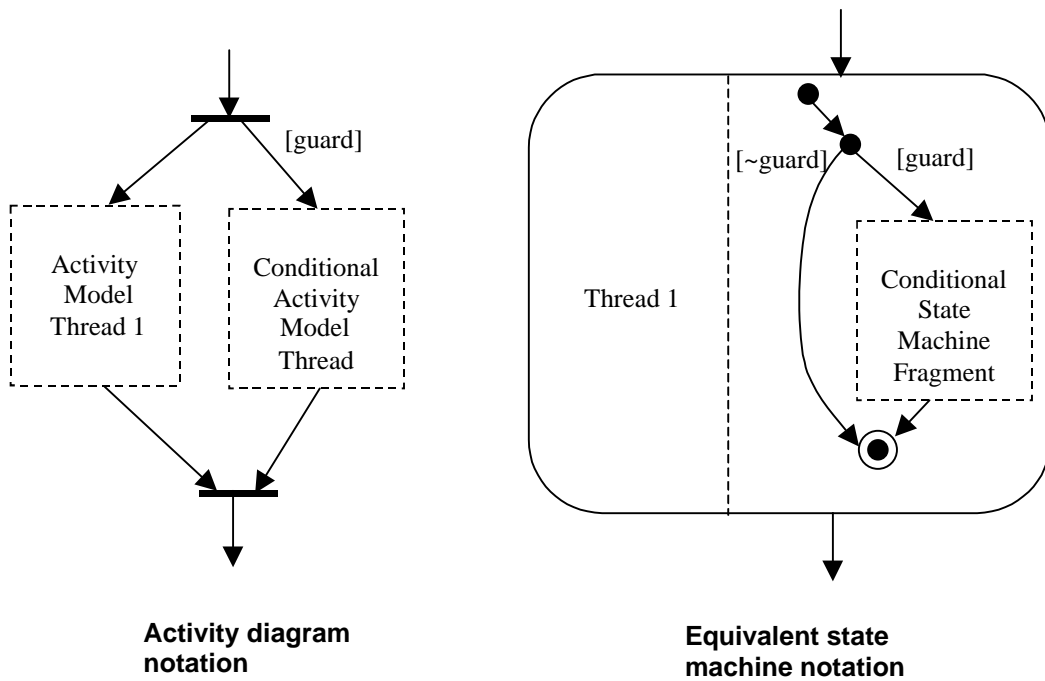 [guard]
Activity
Model
Thread 1
Conditional
Activity
Model
Thread
Activity diagram
notation
[~guard]
[guard]
Thread 1
Conditional
State
Machine
Fragment
Equivalent state
machine notation